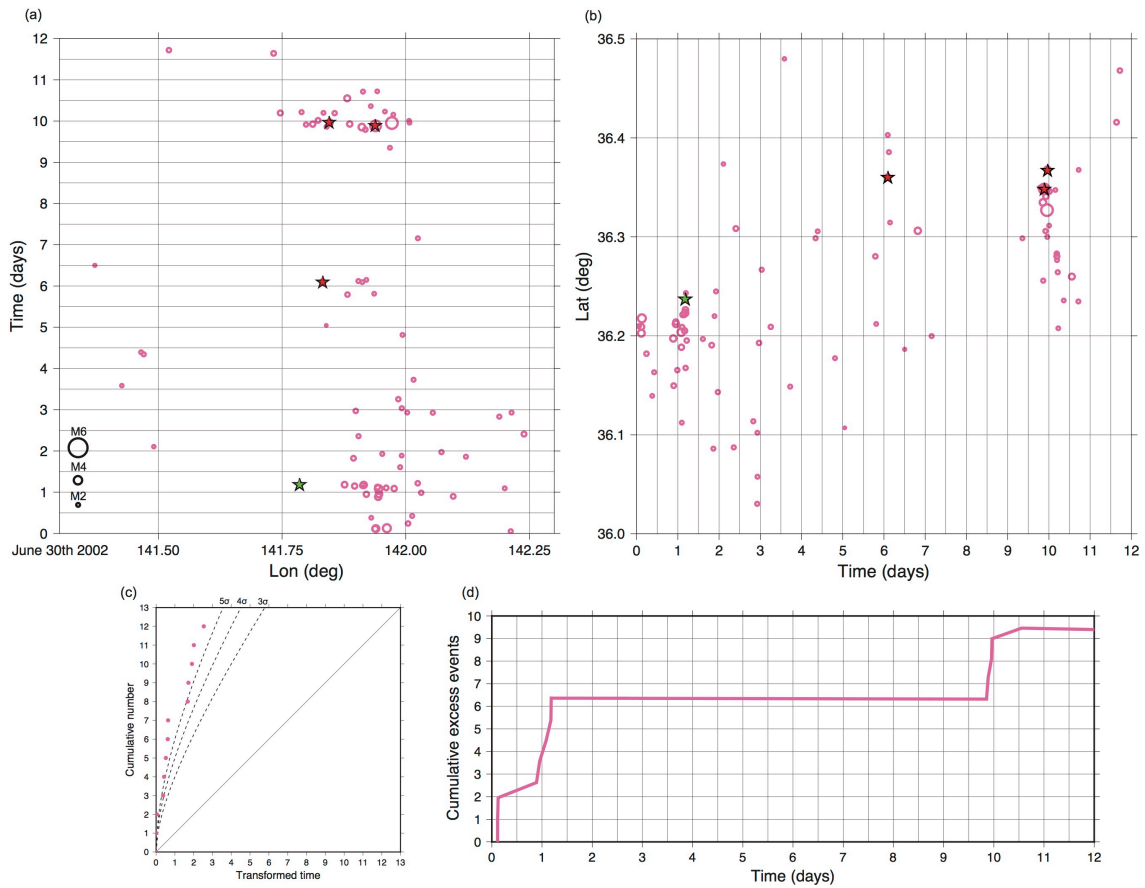 (a)
12
11
10
9
8
7
6
5
4
3
2
1
0
Time (days)
M6
M4
M2
June 30th 2002
141.50 141.75 142.00 142.25
Lon (deg)
(b)
36.5
36.4
36.3
36.2
36.1
36.0
Lat (deg)
0 1 2 3 4 5 6 7 8 9 10 11 12
Time (days)
(c)
5σ 4σ 3σ
13
12
11
10
9
8
7
6
5
4
3
2
1
0
Cumulative number
0 1 2 3 4 5 6 7 8 9 10 11 12 13
Transformed time
(d)
10
9
8
7
6
5
4
3
2
1
0
Cumulative excess events
0 1 2 3 4 5 6 7 8 9 10 11 12
Time (days)